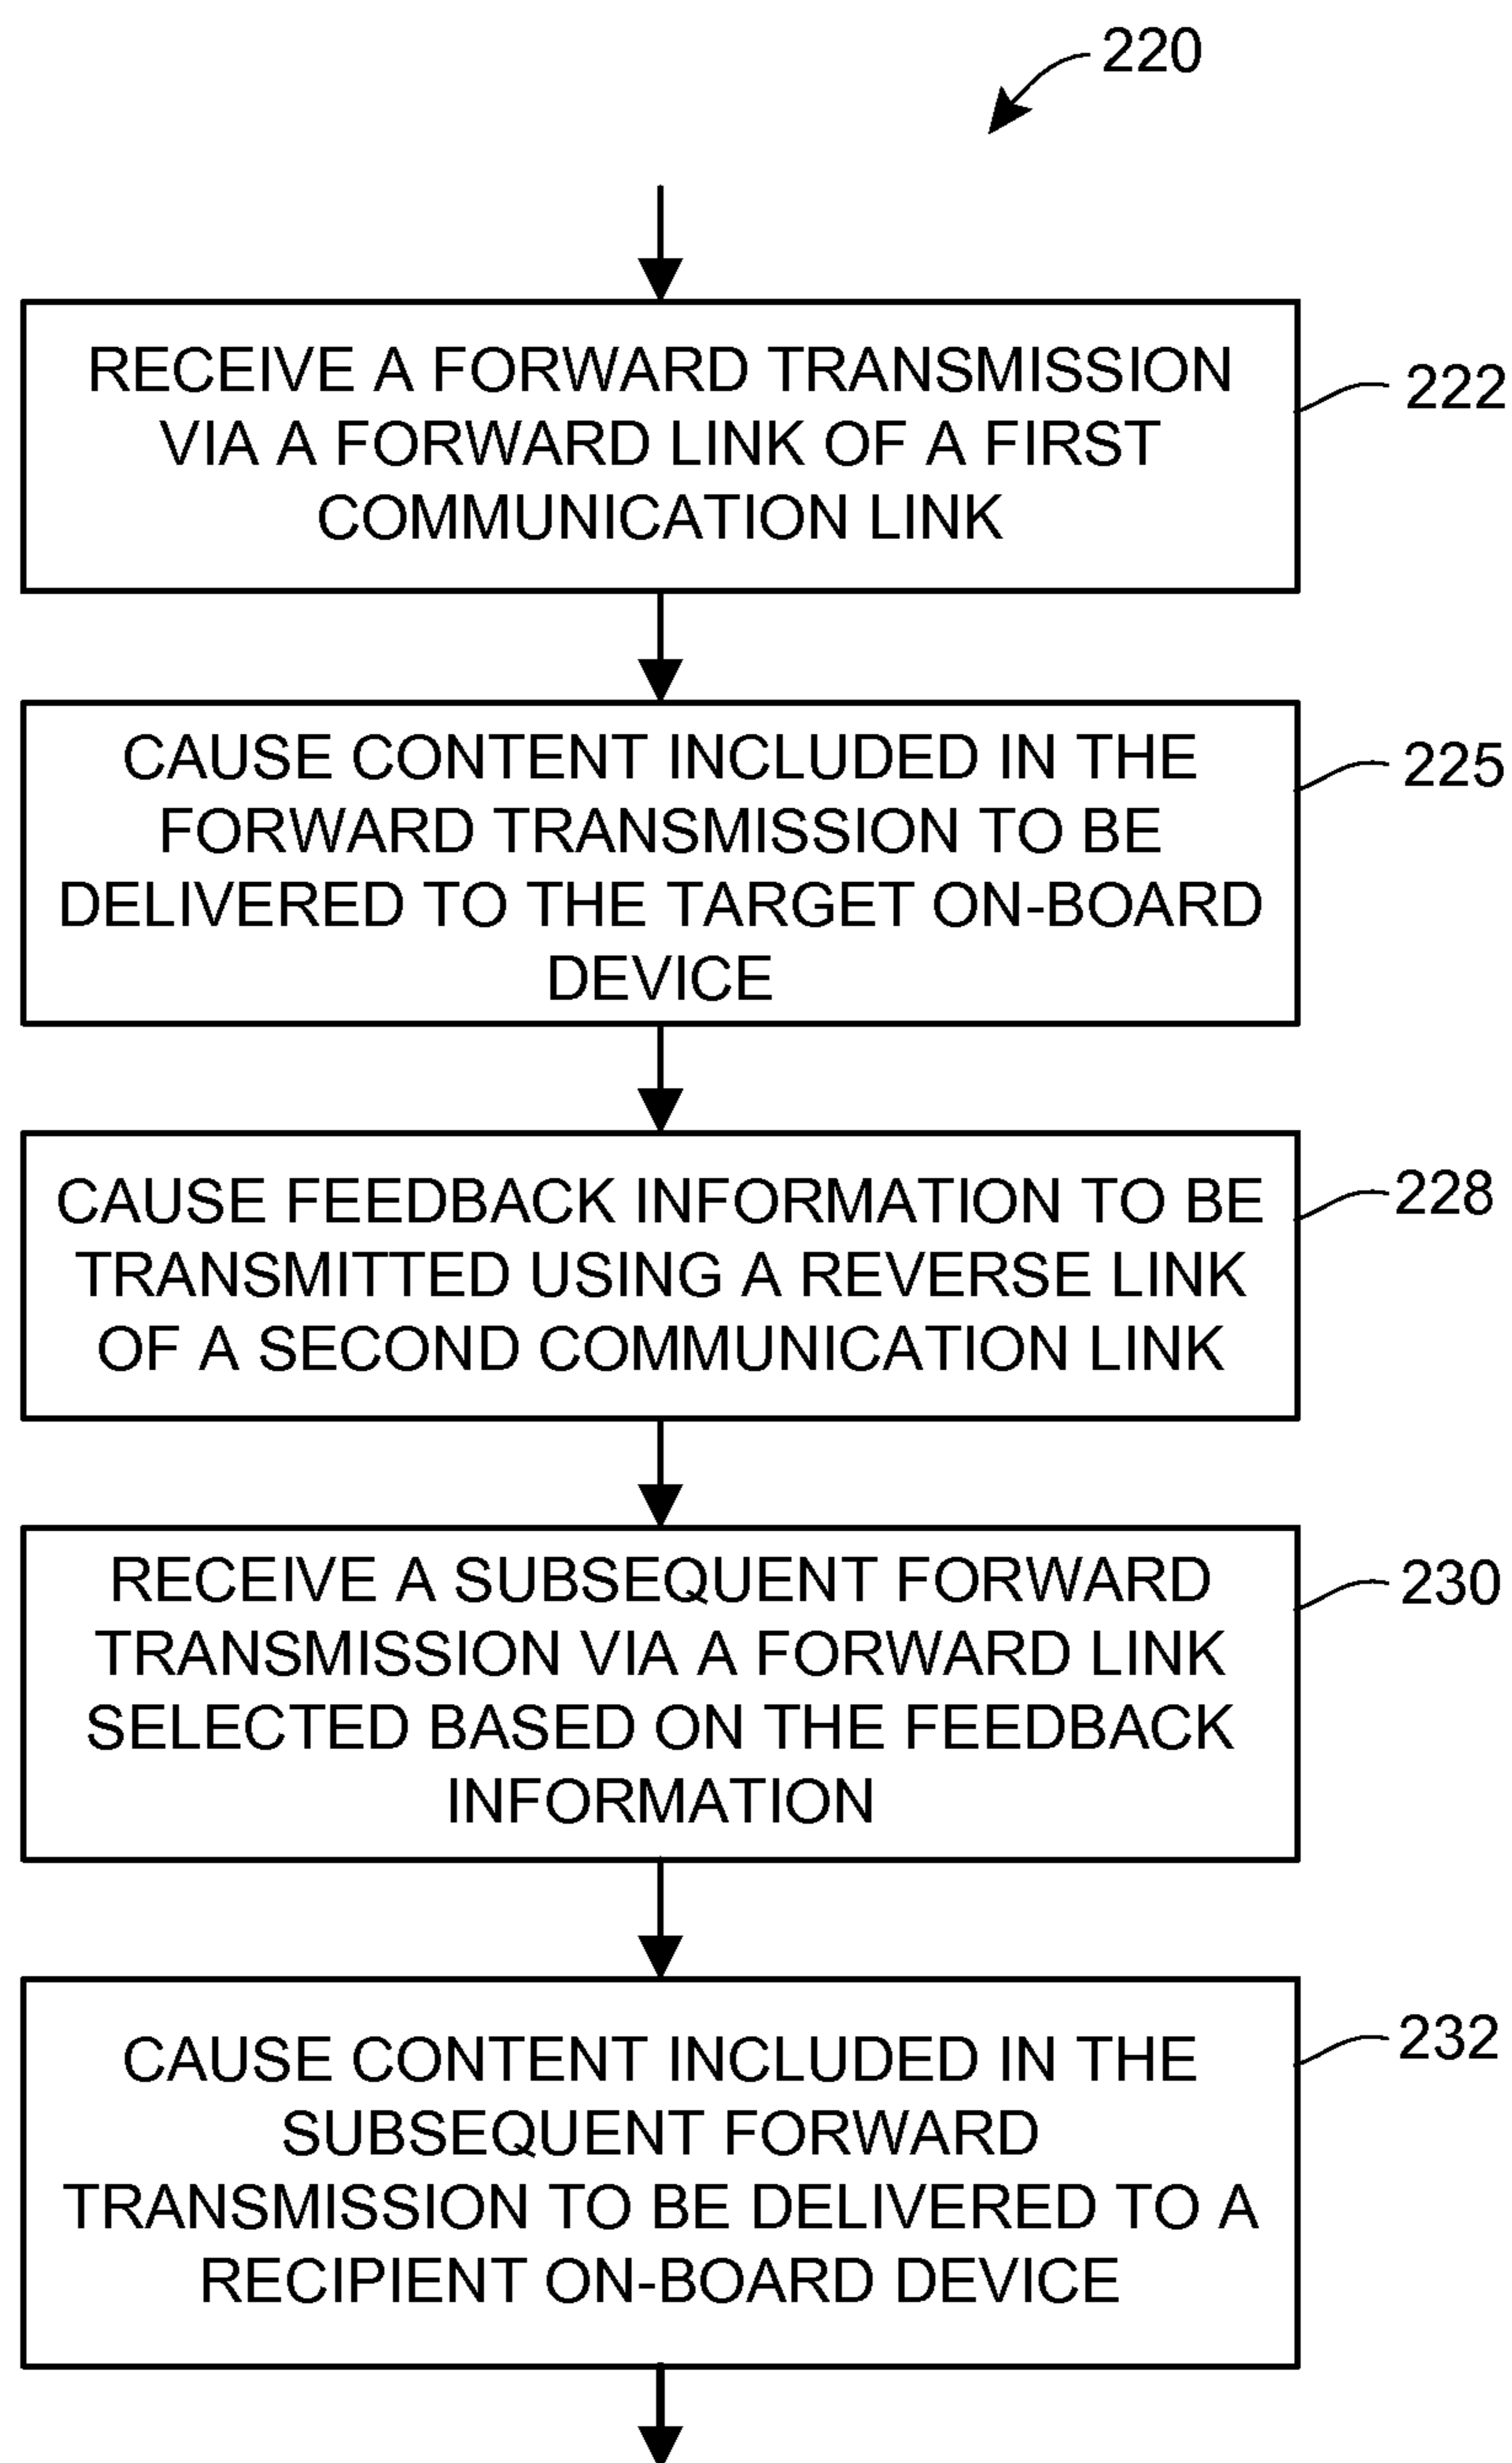 220
RECEIVE A FORWARD TRANSMISSION
VIA A FORWARD LINK OF A FIRST
COMMUNICATION LINK
222
CAUSE CONTENT INCLUDED IN THE
FORWARD TRANSMISSION TO BE
DELIVERED TO THE TARGET ON-BOARD
DEVICE
225
CAUSE FEEDBACK INFORMATION TO BE
TRANSMITTED USING A REVERSE LINK
OF A SECOND COMMUNICATION LINK
228
RECEIVE A SUBSEQUENT FORWARD
TRANSMISSION VIA A FORWARD LINK
SELECTED BASED ON THE FEEDBACK
INFORMATION
230
CAUSE CONTENT INCLUDED IN THE
SUBSEQUENT FORWARD
TRANSMISSION TO BE DELIVERED TO A
RECIPIENT ON-BOARD DEVICE
232